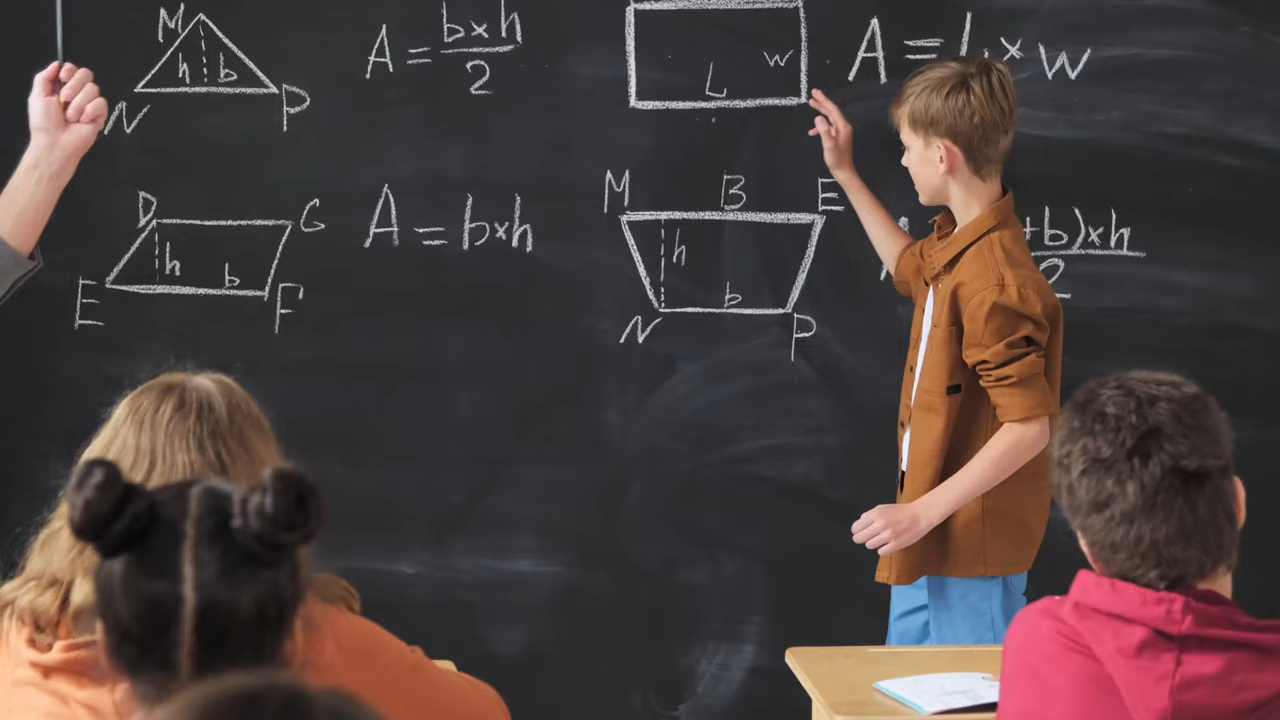 M
h b
N P
A = b×h
2
w
L
A = L × w
D G
h
b
E F
A = b×h
M B E
h
b
N P
+b)×h
2